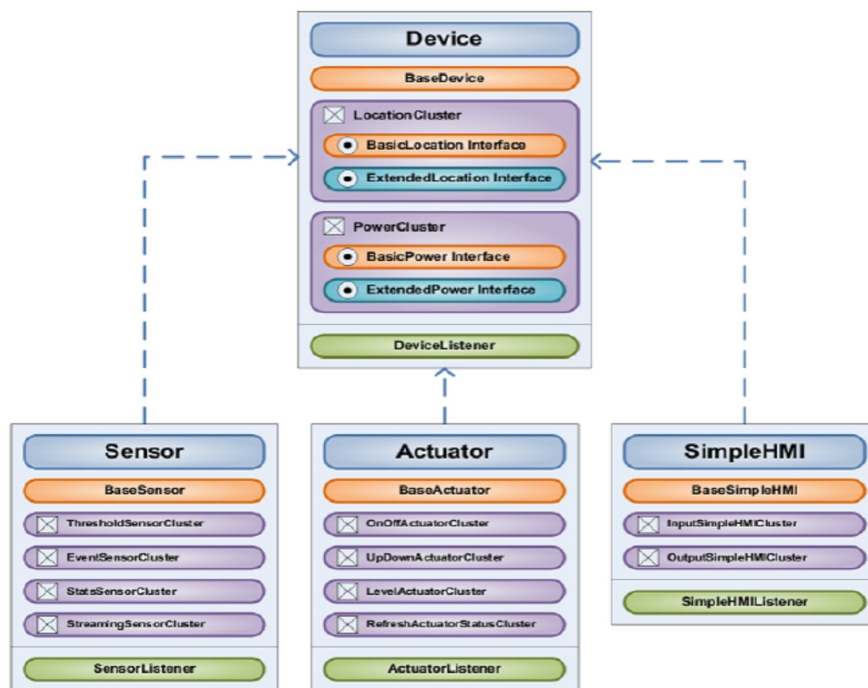 Device
BaseDevice
LocationCluster
BasicLocation Interface
ExtendedLocation Interface
PowerCluster
BasicPower Interface
ExtendedPower Interface
DeviceListener
Sensor
BaseSensor
ThresholdSensorCluster
EventSensorCluster
StatsSensorCluster
StreamingSensorCluster
SensorListener
Actuator
BaseActuator
OnOffActuatorCluster
UpDownActuatorCluster
LevelActuatorCluster
RefreshActuatorStatusCluster
ActuatorListener
SimpleHMI
BaseSimpleHMI
InputSimpleHMICluster
OutputSimpleHMICluster
SimpleHMIListener